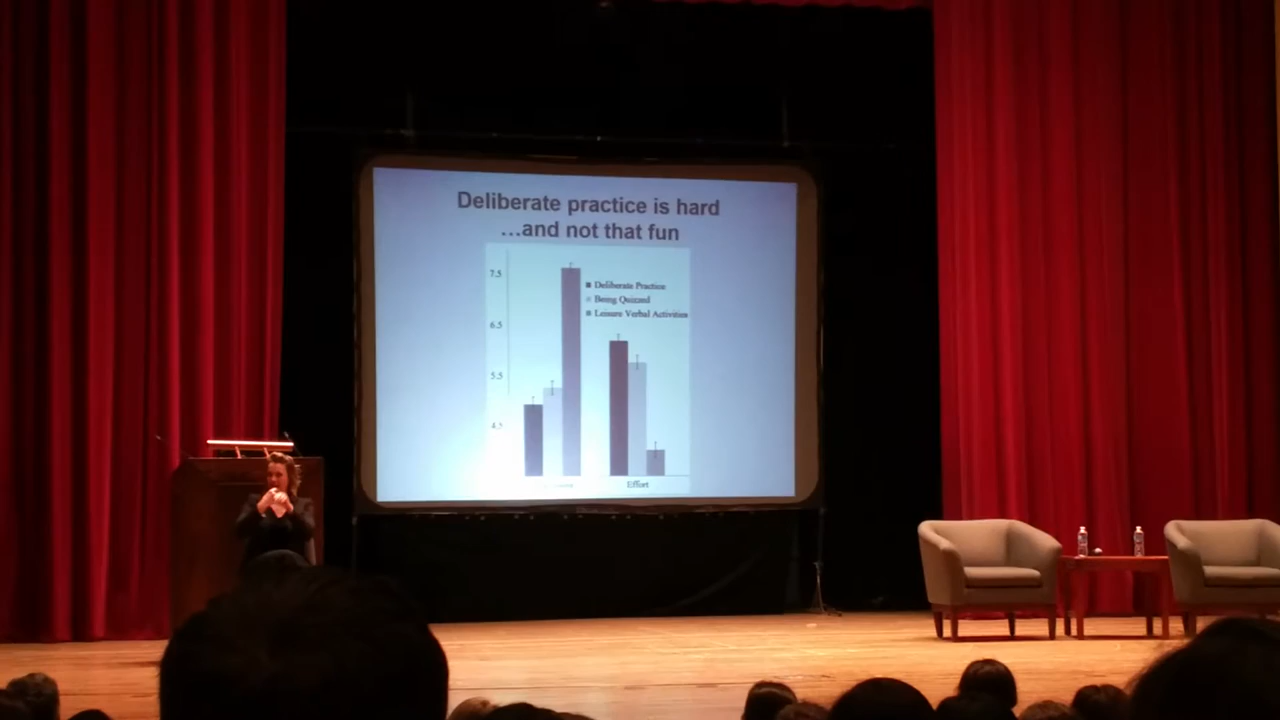 Deliberate practice is hard
...and not that fun
7.5
Deliberate Practice
Being Quizzed
Leisure Verbal Activities
6.5
5.5
4.5
Effort